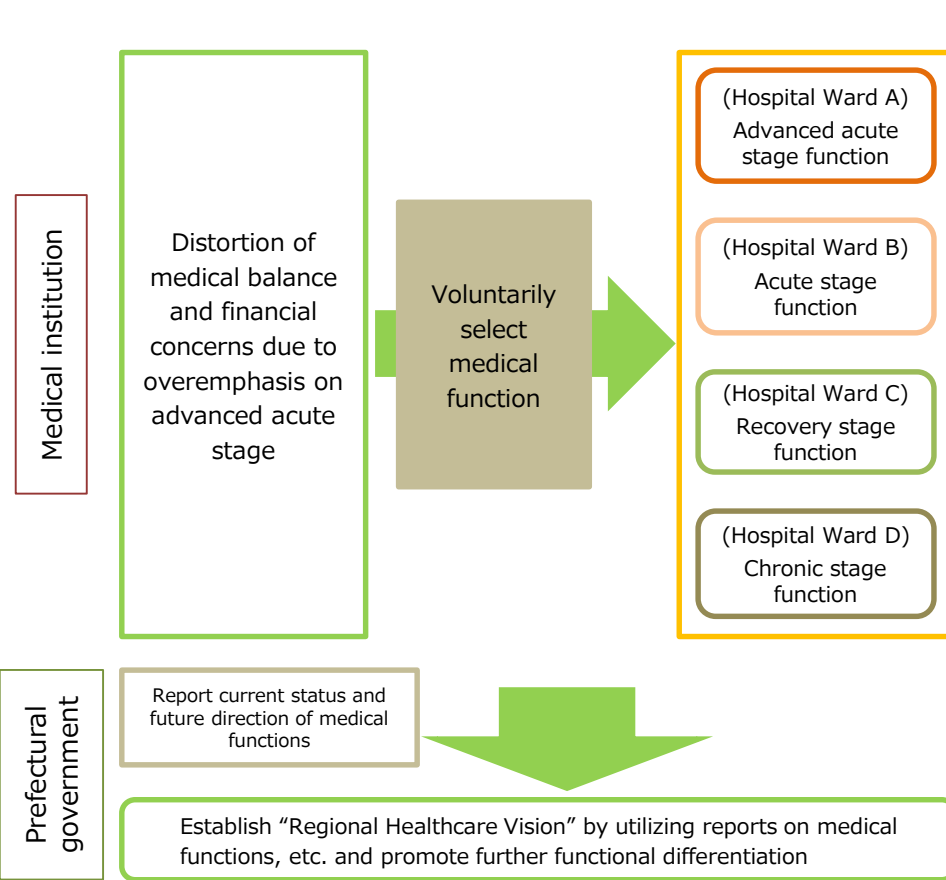 Medical institution
Distortion of
medical balance
and financial
concerns due to
overemphasis on
advanced acute
stage
Voluntarily
select
medical
function
(Hospital Ward A)
Advanced acute
stage function
(Hospital Ward B)
Acute stage
function
(Hospital Ward C)
Recovery stage
function
(Hospital Ward D)
Chronic stage
function
Prefectural
government
Report current status and
future direction of medical
functions
Establish “Regional Healthcare Vision” by utilizing reports on medical
functions, etc. and promote further functional differentiation